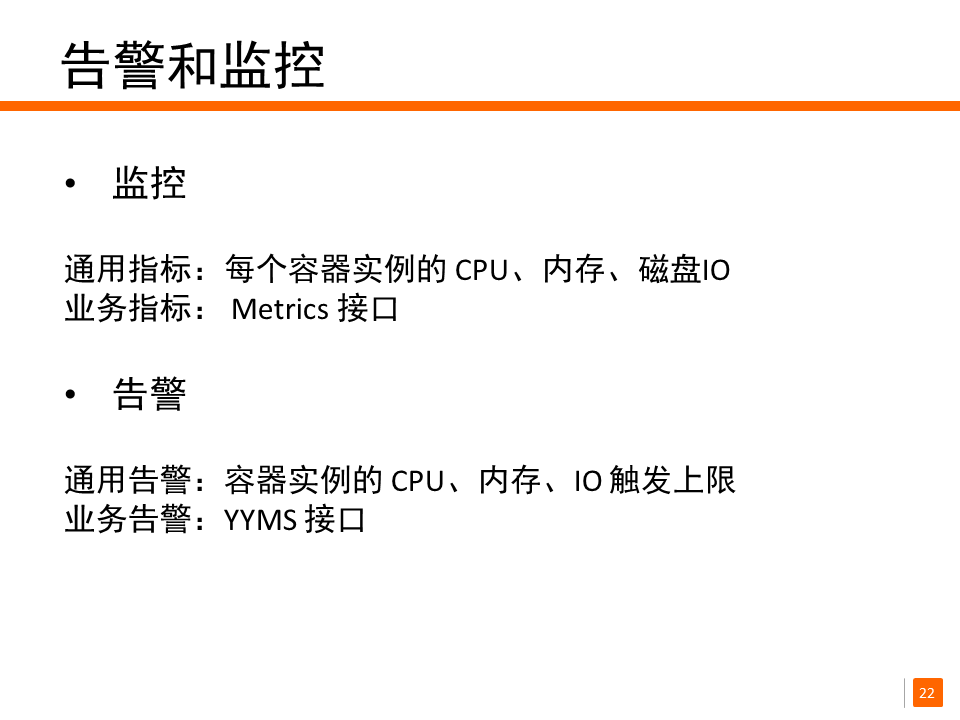 告警和监控
• 监控
通用指标：每个容器实例的 CPU、内存、磁盘IO
业务指标： Metrics 接口
• 告警
通用告警：容器实例的 CPU、内存、IO 触发上限
业务告警：YYMS 接口
22